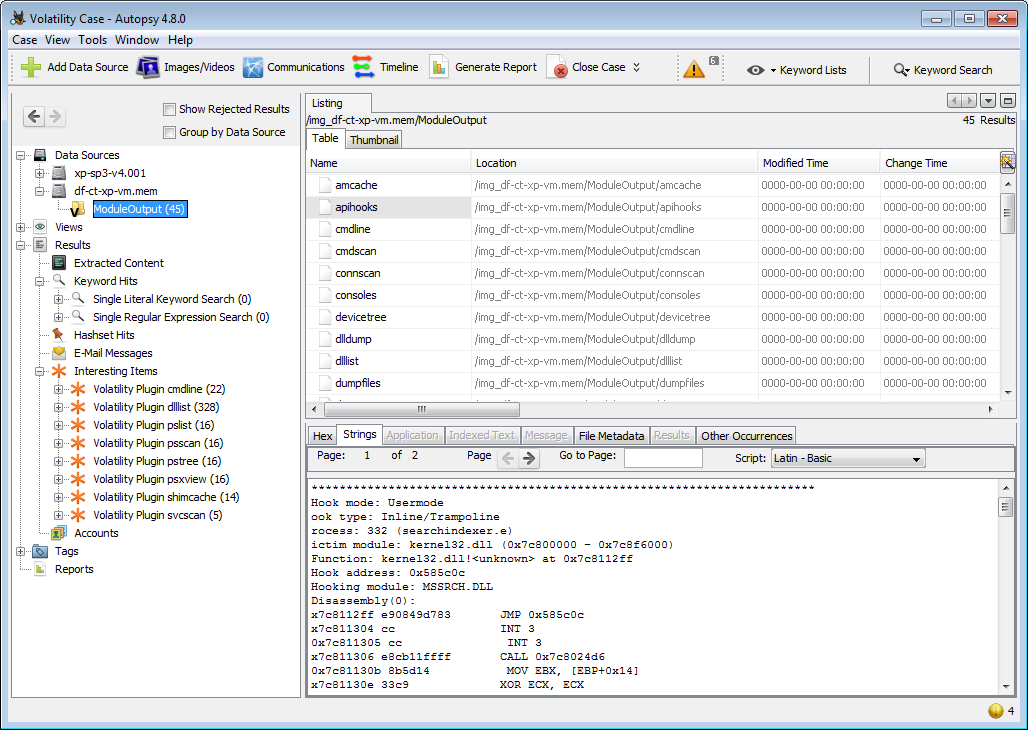 Volatility Case - Autopsy 4.8.0
Case View Tools Window Help
Add Data Source Images/Videos Communications Timeline Generate Report Close Case 6 Keyword Lists Keyword Search
Show Rejected Results
Group by Data Source
Data Sources
xp-sp3-v4.001
df-ct-xp-vm.mem
ModuleOutput (45)
Views
Results
Extracted Content
Keyword Hits
Single Literal Keyword Search (0)
Single Regular Expression Search (0)
Hashset Hits
E-Mail Messages
Interesting Items
Volatility Plugin cmdline (22)
Volatility Plugin dlllist (328)
Volatility Plugin pslist (16)
Volatility Plugin psscan (16)
Volatility Plugin pstree (16)
Volatility Plugin psxview (16)
Volatility Plugin shimcache (14)
Volatility Plugin svcscan (5)
Accounts
Tags
Reports
Listing
/img_df-ct-xp-vm.mem/ModuleOutput 45 Results
Table Thumbnail
Name Location Modified Time Change Time
amcache /img_df-ct-xp-vm.mem/ModuleOutput/amcache 0000-00-00 00:00:00 0000-00-00 00:00:00
apihooks /img_df-ct-xp-vm.mem/ModuleOutput/apihooks 0000-00-00 00:00:00 0000-00-00 00:00:00
cmdline /img_df-ct-xp-vm.mem/ModuleOutput/cmdline 0000-00-00 00:00:00 0000-00-00 00:00:00
cmdscan /img_df-ct-xp-vm.mem/ModuleOutput/cmdscan 0000-00-00 00:00:00 0000-00-00 00:00:00
connscan /img_df-ct-xp-vm.mem/ModuleOutput/connscan 0000-00-00 00:00:00 0000-00-00 00:00:00
consoles /img_df-ct-xp-vm.mem/ModuleOutput/consoles 0000-00-00 00:00:00 0000-00-00 00:00:00
devicetree /img_df-ct-xp-vm.mem/ModuleOutput/devicetree 0000-00-00 00:00:00 0000-00-00 00:00:00
dlldump /img_df-ct-xp-vm.mem/ModuleOutput/dlldump 0000-00-00 00:00:00 0000-00-00 00:00:00
dlllist /img_df-ct-xp-vm.mem/ModuleOutput/dlllist 0000-00-00 00:00:00 0000-00-00 00:00:00
dumpfiles /img_df-ct-xp-vm.mem/ModuleOutput/dumpfiles 0000-00-00 00:00:00 0000-00-00 00:00:00
Hex Strings Application Indexed Text Message File Metadata Results Other Occurrences
Page: 1 of 2 Page Go to Page: Script: Latin - Basic
************************************************************************
Hook mode: Usermode
ook type: Inline/Trampoline
rocess: 332 (searchindexer.e)
ictim module: kernel32.dll (0x7c800000 - 0x7c8f6000)
Function: kernel32.dll!<unknown> at 0x7c8112ff
Hook address: 0x585c0c
Hooking module: MSSRCH.DLL
Disassembly(0):
x7c8112ff e90849d783 JMP 0x585c0c
x7c811304 cc INT 3
0x7c811305 cc INT 3
x7c811306 e8cb11ffff CALL 0x7c8024d6
0x7c81130b 8b5d14 MOV EBX, [EBP+0x14]
x7c81130e 33c9 XOR ECX, ECX
4